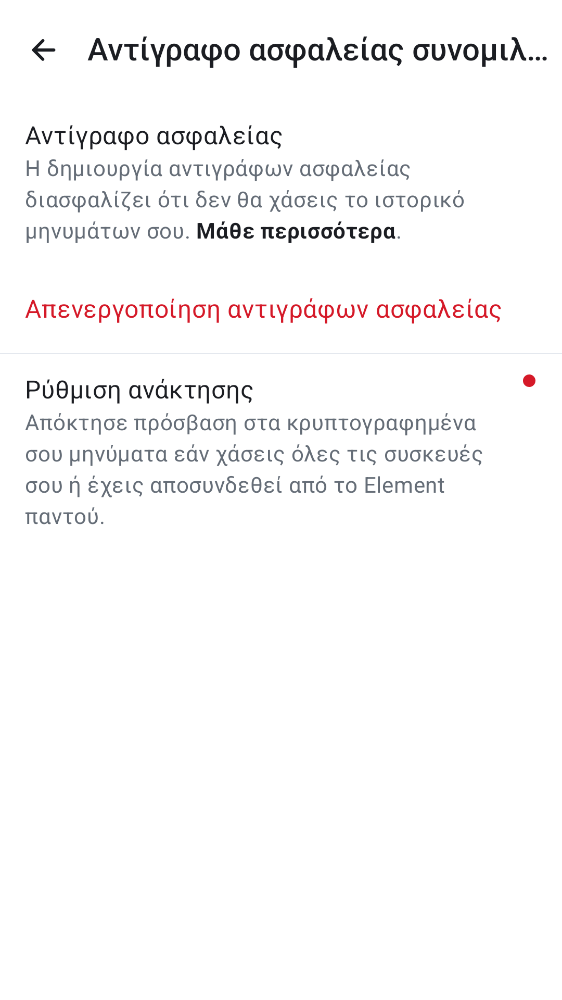 Αντίγραφο ασφαλείας συνομιλ...
Αντίγραφο ασφαλείας
Η δημιουργία αντιγράφων ασφαλείας
διασφαλίζει ότι δεν θα χάσεις το ιστορικό
μηνυμάτων σου. Μάθε περισσότερα.
Απενεργοποίηση αντιγράφων ασφαλείας
Ρύθμιση ανάκτησης
Απόκτησε πρόσβαση στα κρυπτογραφημένα
σου μηνύματα εάν χάσεις όλες τις συσκευές
σου ή έχεις αποσυνδεθεί από το Element
παντού.